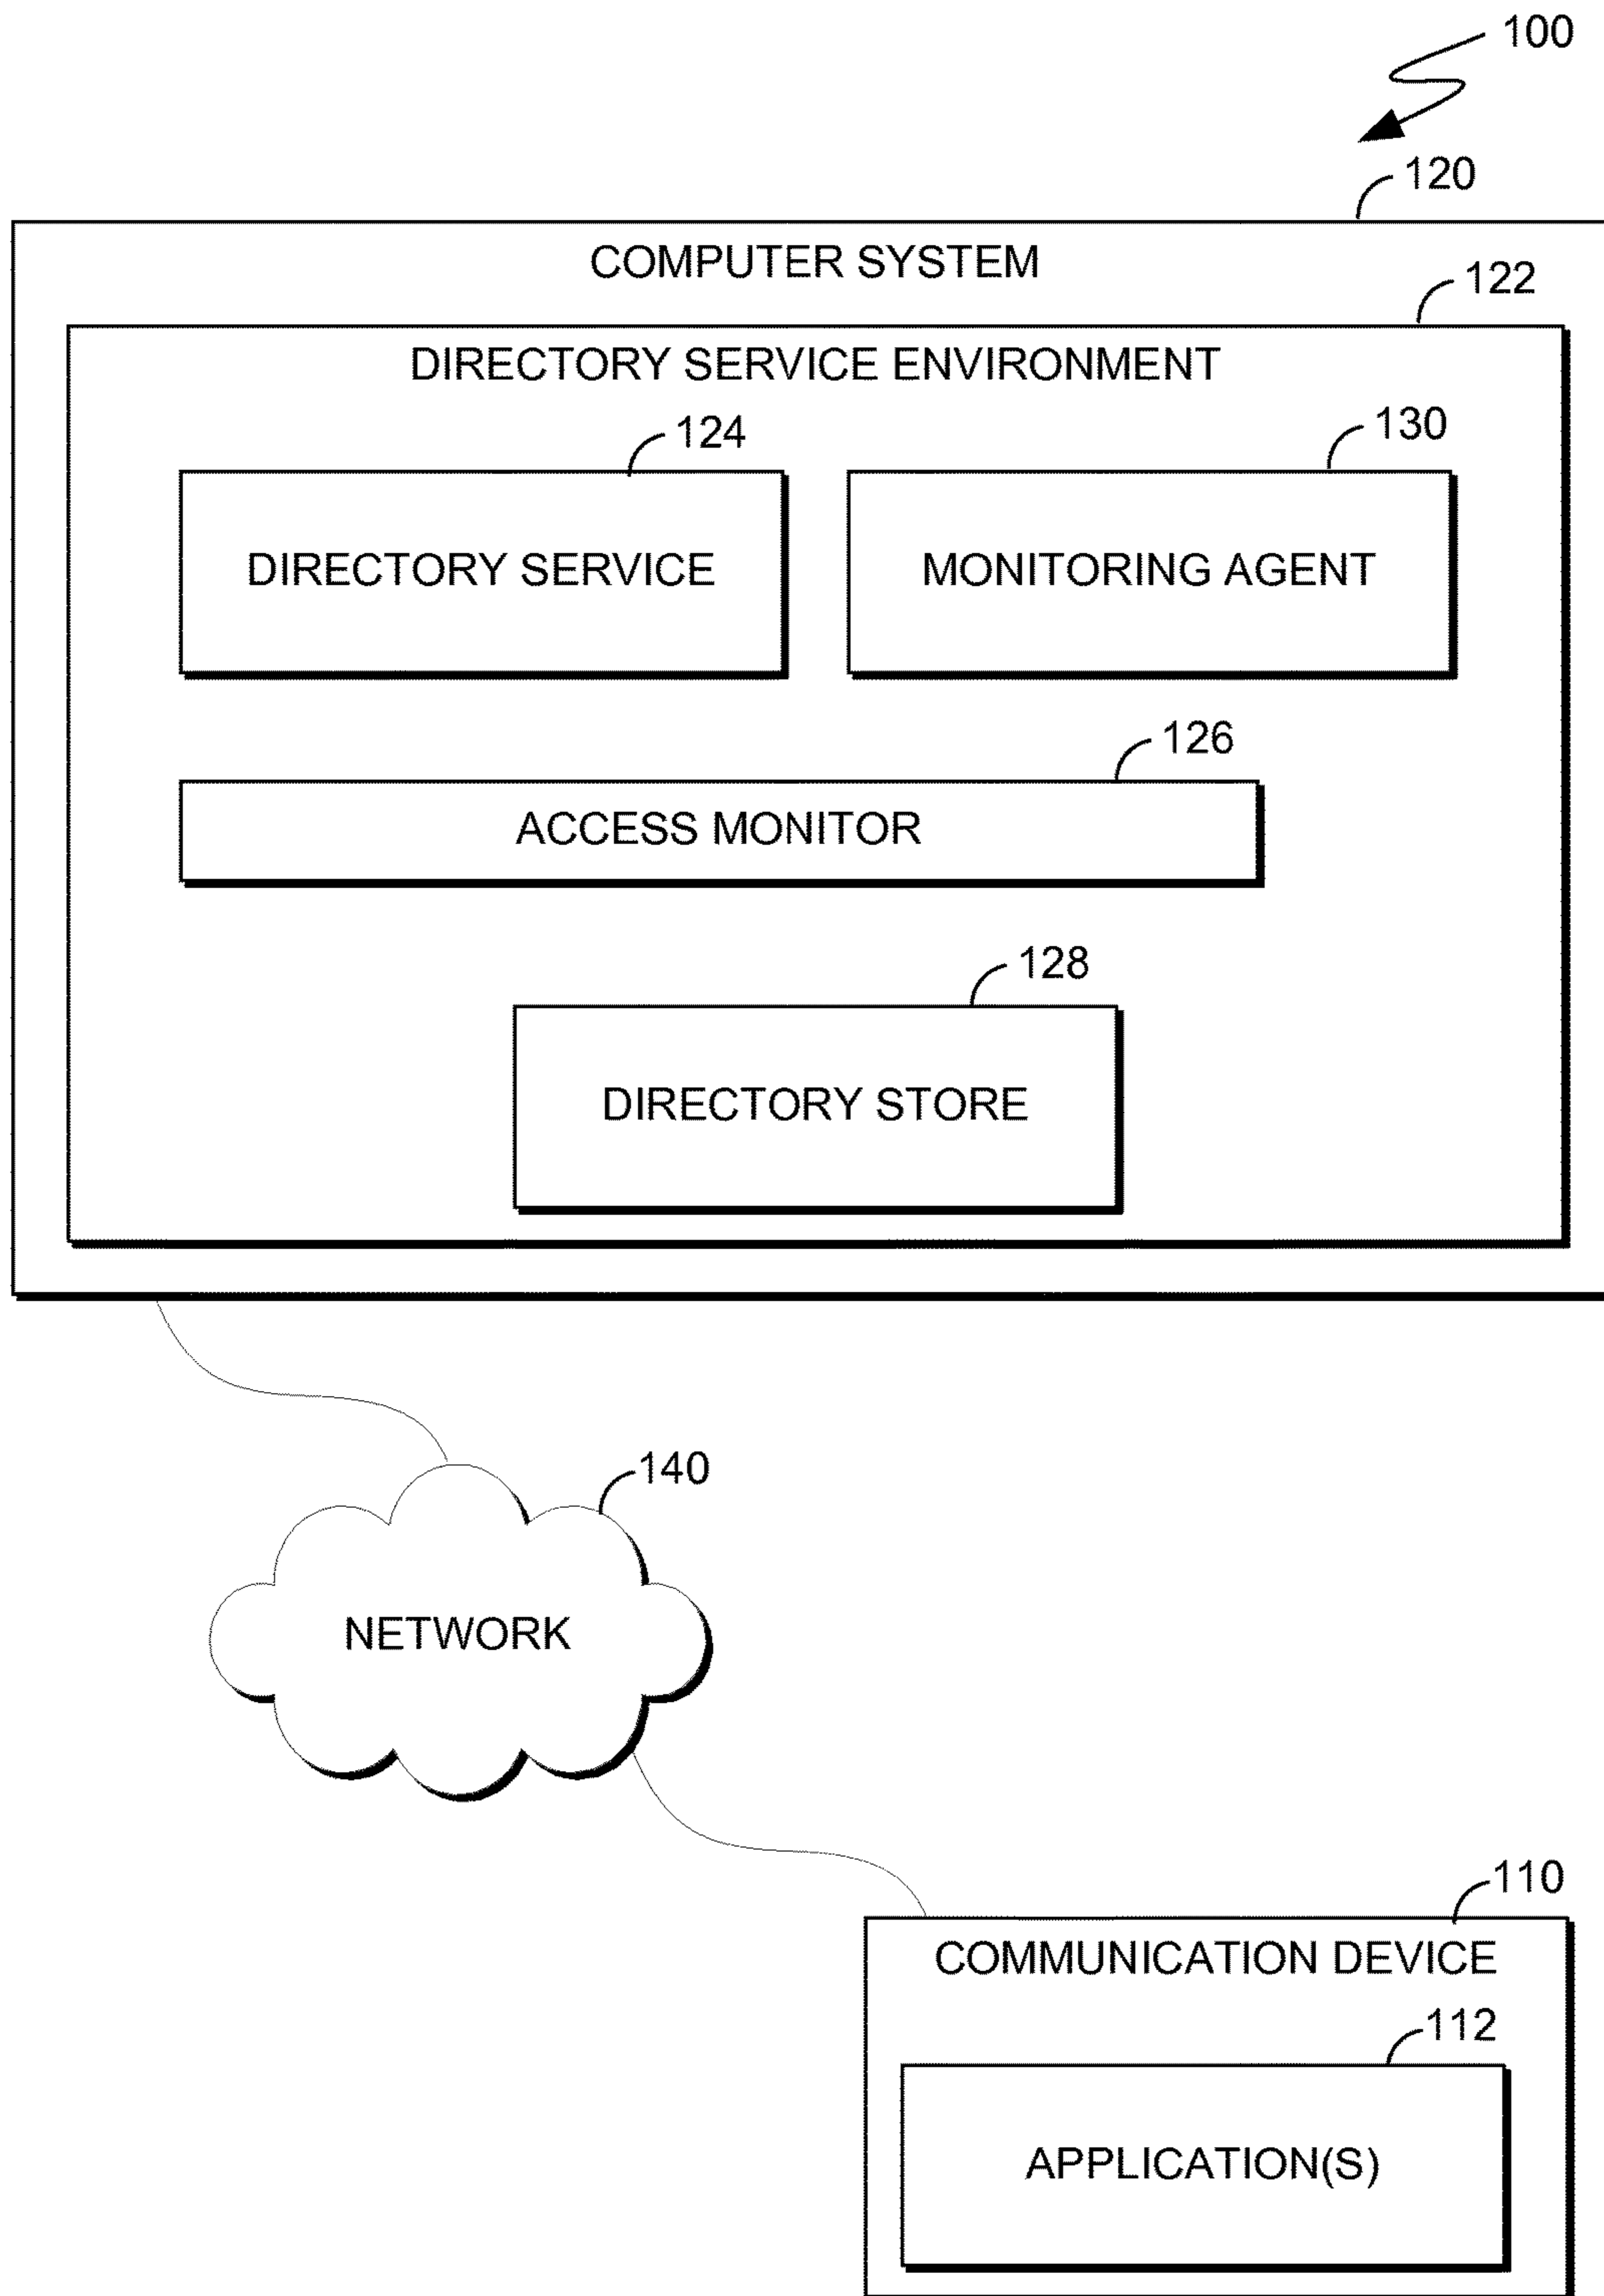 100
120
COMPUTER SYSTEM
122
DIRECTORY SERVICE ENVIRONMENT
124
130
DIRECTORY SERVICE
MONITORING AGENT
126
ACCESS MONITOR
128
DIRECTORY STORE
140
NETWORK
110
COMMUNICATION DEVICE
112
APPLICATION(S)